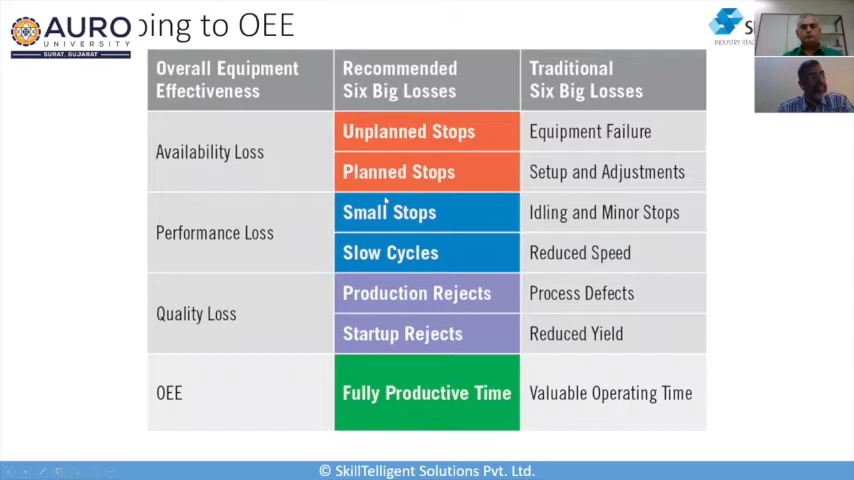 AURO
UNIVERSITY
SURAT, GUJARAT
ping to OEE
Overall Equipment
Effectiveness
Recommended
Six Big Losses
Traditional
Six Big Losses
Availability Loss
Unplanned Stops
Equipment Failure
Planned Stops
Setup and Adjustments
Performance Loss
Small Stops
Idling and Minor Stops
Slow Cycles
Reduced Speed
Quality Loss
Production Rejects
Process Defects
Startup Rejects
Reduced Yield
OEE
Fully Productive Time
Valuable Operating Time
© SkillTelligent Solutions Pvt. Ltd.